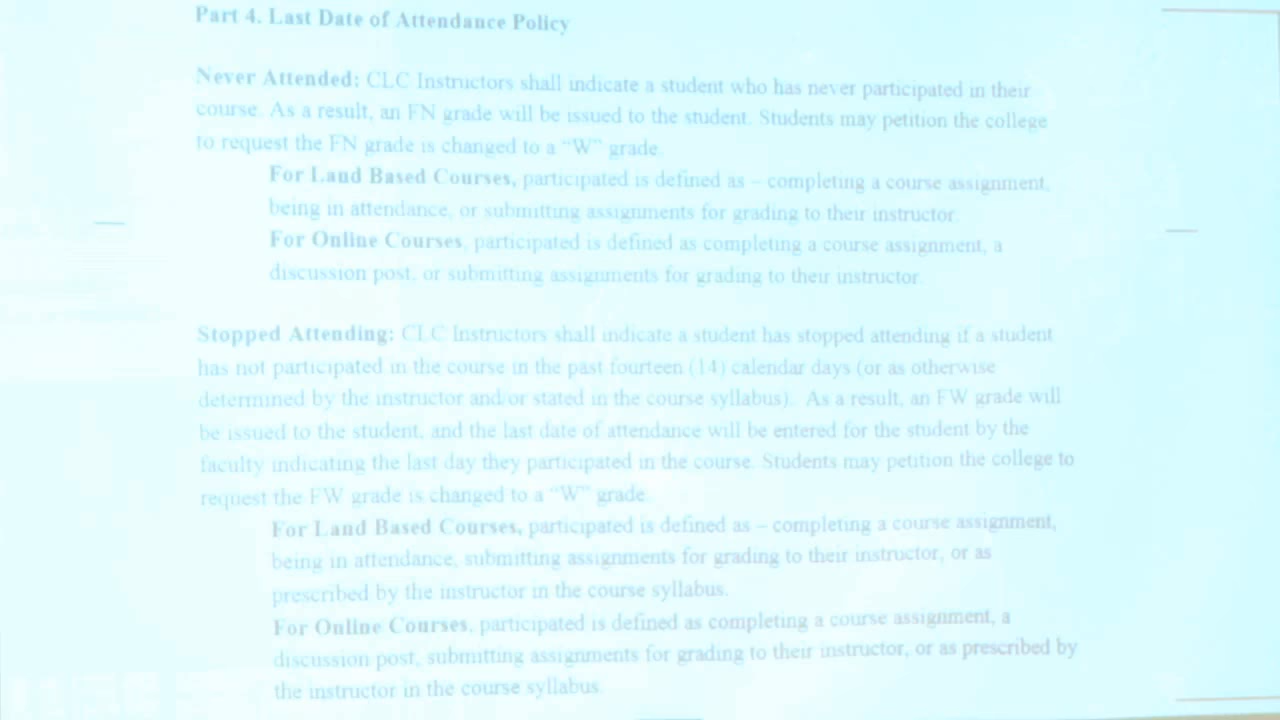 Part 4. Last Date of Attendance Policy
Never Attended: CLC Instructors shall indicate a student who has never participated in their
course. As a result, an FN grade will be issued to the student. Students may petition the college
to request the FN grade is changed to a “W” grade.
For Land Based Courses, participated is defined as – completing a course assignment,
being in attendance, or submitting assignments for grading to their instructor.
For Online Courses, participated is defined as completing a course assignment, a
discussion post, or submitting assignments for grading to their instructor.
Stopped Attending: CLC Instructors shall indicate a student has stopped attending if a student
has not participated in the course in the past fourteen (14) calendar days (or as otherwise
determined by the instructor and/or stated in the course syllabus). As a result, an FW grade will
be issued to the student, and the last date of attendance will be entered for the student by the
faculty indicating the last day they participated in the course. Students may petition the college to
request the FW grade is changed to a “W” grade.
For Land Based Courses, participated is defined as – completing a course assignment,
being in attendance, submitting assignments for grading to their instructor, or as
prescribed by the instructor in the course syllabus.
For Online Courses, participated is defined as completing a course assignment, a
discussion post, submitting assignments for grading to their instructor, or as prescribed by
the instructor in the course syllabus.